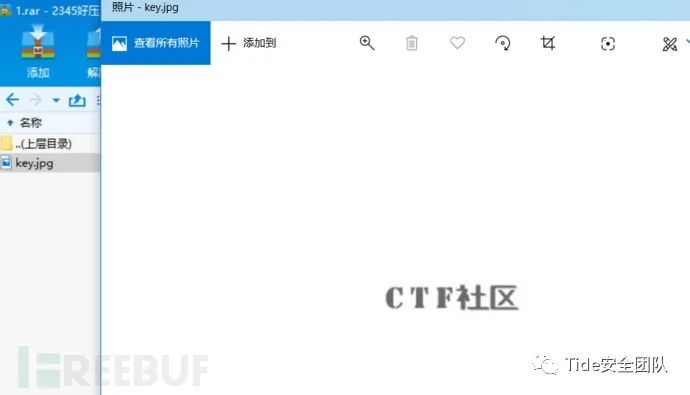 1.rar - 2345好压
添加
解
名称
..(上层目录)
key.jpg
照片 - key.jpg
查看所有照片
添加到
CTF社区
FREEBUF
Tide安全团队